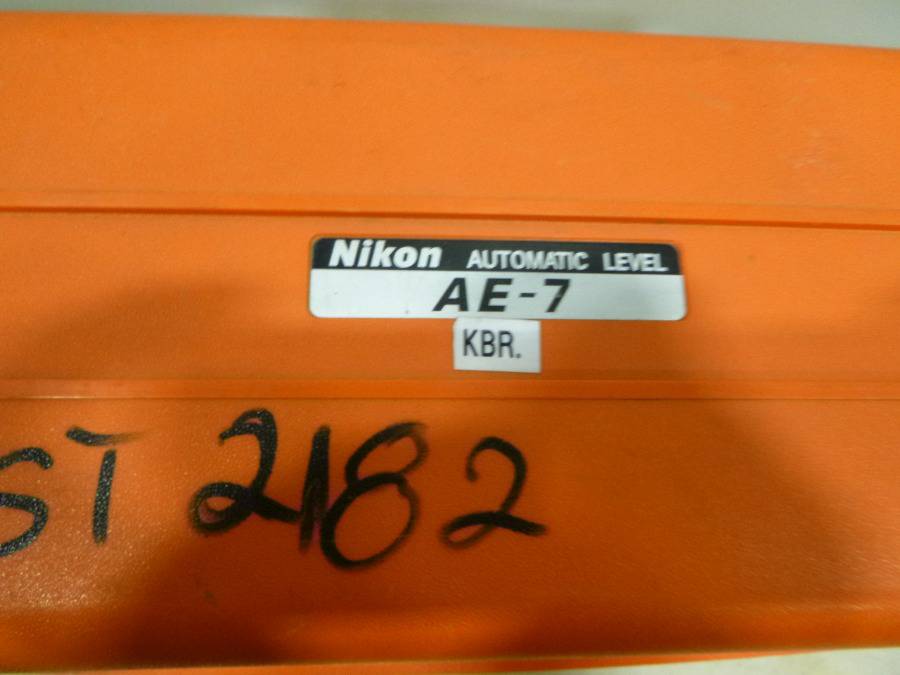 Nikon AUTOMATIC LEVEL
AE-7
KBR.
ST 2182